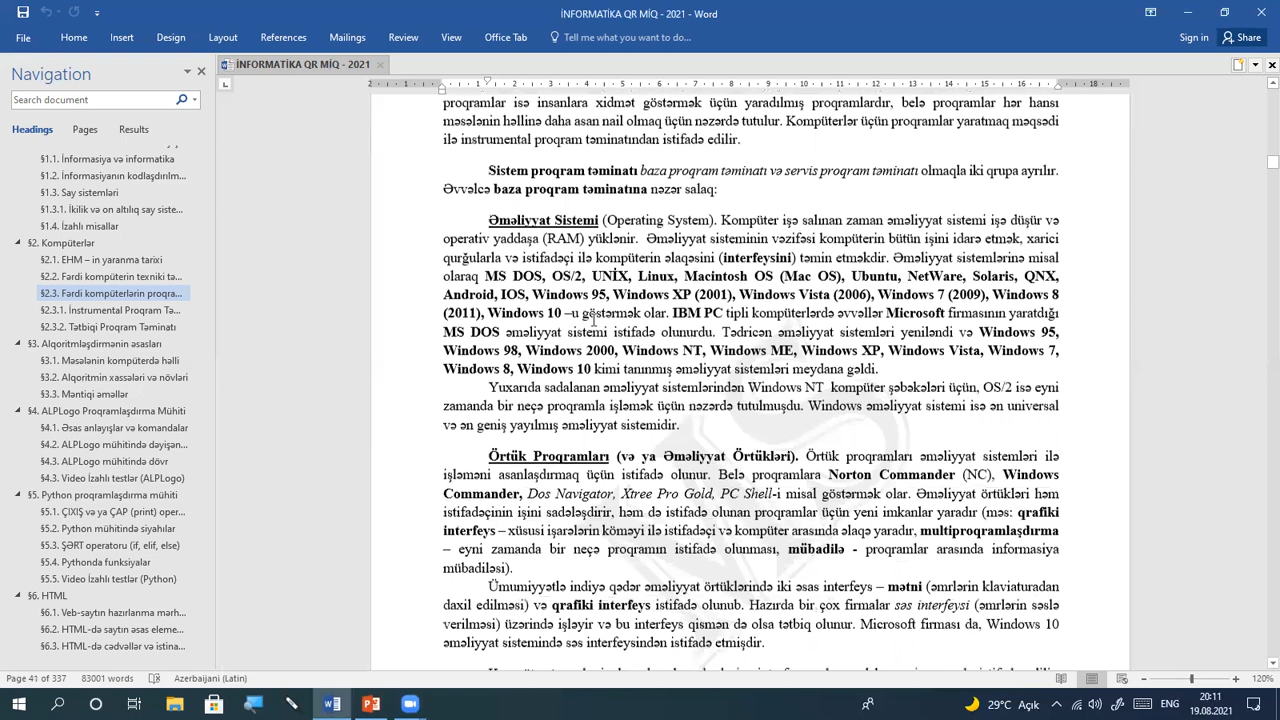 İNFORMATİKA QR MİQ - 2021 - Word
File Home Insert Design Layout References Mailings Review View Office Tab Tell me what you want to do... Sign in Share
Navigation
İNFORMATİKA QR MİQ - 2021
Search document
Headings Pages Results
§1.1. İnformasiya və informatika
§1.2. İnformasiyanın kodlaşdırılm...
§1.3. Say sistemləri
§1.3.1. İkilik və on altılıq say siste...
§1.4. İzahlı misallar
§2. Kompüterlər
§2.1. EHM – in yaranma tarixi
§2.2. Fərdi kompüterin texniki tə...
§2.3. Fərdi kompüterlərin proqra...
§2.3.1. İnstrumental Proqram Tə...
§2.3.2. Tətbiqi Proqram Təminatı
§3. Alqoritmləşdirmənin əsasları
§3.1. Məsələnin kompüterdə həlli
§3.2. Alqoritmin xassələri və növləri
§3.3. Məntiqi əməllər
§4. ALPLogo Proqramlaşdırma Mühiti
§4.1. Əsas anlayışlar və komandalar
§4.2. ALPLogo mühitində dəyişən...
§4.3. ALPLogo mühitində dövr
§4.3. Video İzahlı testlər (ALPLogo)
§5. Python proqramlaşdırma mühiti
§5.1. ÇIXIŞ və ya ÇAP (print) oper...
§5.2. Python mühitində siyahılar
§5.3. ŞƏRT operatoru (if, elif, else)
§5.4. Pythonda funksiyalar
§5.5. Video İzahlı testlər (Python)
§6. HTML
§6.1. Veb-saytın hazırlanma mərh...
§6.2. HTML-də saytın əsas eleme...
§6.3. HTML-də cədvəllər və istina...
2 1 1 2 3 4 5 6 7 8 9 10 11 12 13 14 15 16 17 18
proqramlar isə insanlara xidmət göstərmək üçün yaradılmış proqramlardır, belə proqramlar hər hansı
məsələnin həllinə daha asan nail olmaq üçün nəzərdə tutulur. Kompüterlər üçün proqramlar yaratmaq məqsədi
ilə instrumental proqram təminatından istifadə edilir.
Sistem proqram təminatı baza proqram təminatı və servis proqram təminatı olmaqla iki qrupa ayrılır.
Əvvəlcə baza proqram təminatına nəzər salaq:
Əməliyyat Sistemi (Operating System). Kompüter işə salınan zaman əməliyyat sistemi işə düşür və
operativ yaddaşa (RAM) yüklənir. Əməliyyat sisteminin vəzifəsi kompüterin bütün işini idarə etmək, xarici
qurğularla və istifadəçi ilə kompüterin əlaqəsini (interfeysini) təmin etməkdir. Əməliyyat sistemlərinə misal
olaraq MS DOS, OS/2, UNİX, Linux, Macintosh OS (Mac OS), Ubuntu, NetWare, Solaris, QNX,
Android, IOS, Windows 95, Windows XP (2001), Windows Vista (2006), Windows 7 (2009), Windows 8
(2011), Windows 10 –u göstərmək olar. IBM PC tipli kompüterlərdə əvvəllər Microsoft firmasının yaratdığı
MS DOS əməliyyat sistemi istifadə olunurdu. Tədricən əməliyyat sistemləri yeniləndi və Windows 95,
Windows 98, Windows 2000, Windows NT, Windows ME, Windows XP, Windows Vista, Windows 7,
Windows 8, Windows 10 kimi tanınmış əməliyyat sistemləri meydana gəldi.
Yuxarıda sadalanan əməliyyat sistemlərindən Windows NT kompüter şəbəkələri üçün, OS/2 isə eyni
zamanda bir neçə proqramla işləmək üçün nəzərdə tutulmuşdu. Windows əməliyyat sistemi isə ən universal
və ən geniş yayılmış əməliyyat sistemidir.
Örtük Proqramları (və ya Əməliyyat Örtükləri). Örtük proqramları əməliyyat sistemləri ilə
işləməni asanlaşdırmaq üçün istifadə olunur. Belə proqramlara Norton Commander (NC), Windows
Commander, Dos Navigator, Xtree Pro Gold, PC Shell-i misal göstərmək olar. Əməliyyat örtükləri həm
istifadəçinin işini sadələşdirir, həm də istifadə olunan proqramlar üçün yeni imkanlar yaradır (məs: qrafiki
interfeys – xüsusi işarələrin köməyi ilə istifadəçi və kompüter arasında əlaqə yaradır, multiproqramlaşdırma
– eyni zamanda bir neçə proqramın istifadə olunması, mübadilə - proqramlar arasında informasiya
mübadiləsi).
Ümumiyyətlə indiyə qədər əməliyyat örtüklərində iki əsas interfeys – mətni (əmrlərin klaviaturadan
daxil edilməsi) və qrafiki interfeys istifadə olunub. Hazırda bir çox firmalar səs interfeysi (əmrlərin səslə
verilməsi) üzərində işləyir və bu interfeys qismən də olsa tətbiq olunur. Microsoft firması da, Windows 10
əməliyyat sistemində səs interfeysindən istifadə etmişdir.
Page 41 of 337 83001 words Azerbaijani (Latin) 120%
29°C Açık ENG 20:11
19.08.2021